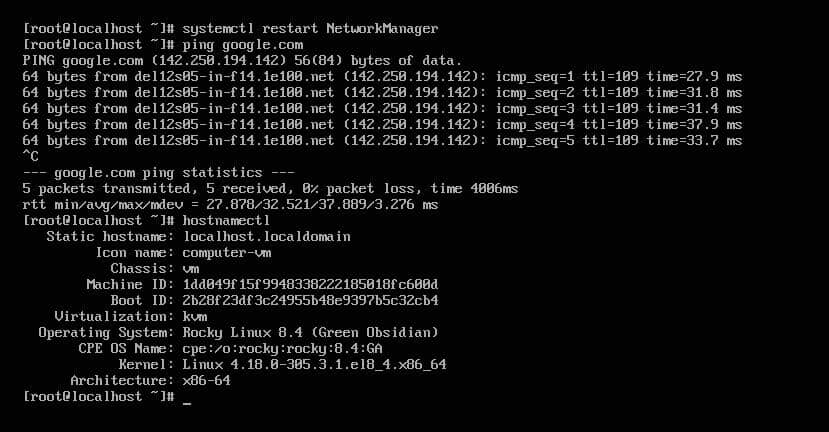 [root@localhost ~]# systemctl restart NetworkManager
[root@localhost ~]# ping google.com
PING google.com (142.250.194.142) 56(84) bytes of data.
64 bytes from del12s05-in-f14.1e100.net (142.250.194.142): icmp_seq=1 ttl=109 time=27.9 ms
64 bytes from del12s05-in-f14.1e100.net (142.250.194.142): icmp_seq=2 ttl=109 time=31.8 ms
64 bytes from del12s05-in-f14.1e100.net (142.250.194.142): icmp_seq=3 ttl=109 time=31.4 ms
64 bytes from del12s05-in-f14.1e100.net (142.250.194.142): icmp_seq=4 ttl=109 time=37.9 ms
64 bytes from del12s05-in-f14.1e100.net (142.250.194.142): icmp_seq=5 ttl=109 time=33.7 ms
^C
--- google.com ping statistics ---
5 packets transmitted, 5 received, 0% packet loss, time 4006ms
rtt min/avg/max/mdev = 27.878/32.521/37.889/3.276 ms
[root@localhost ~]# hostnamectl
   Static hostname: localhost.localdomain
         Icon name: computer-vm
           Chassis: vm
        Machine ID: 1dd049f15f9948338222185018fc600d
           Boot ID: 2b28f23df3c24955b48e9397b5c32cb4
    Virtualization: kvm
  Operating System: Rocky Linux 8.4 (Green Obsidian)
       CPE OS Name: cpe:/o:rocky:rocky:8.4:GA
            Kernel: Linux 4.18.0-305.3.1.el8_4.x86_64
      Architecture: x86-64
[root@localhost ~]# _